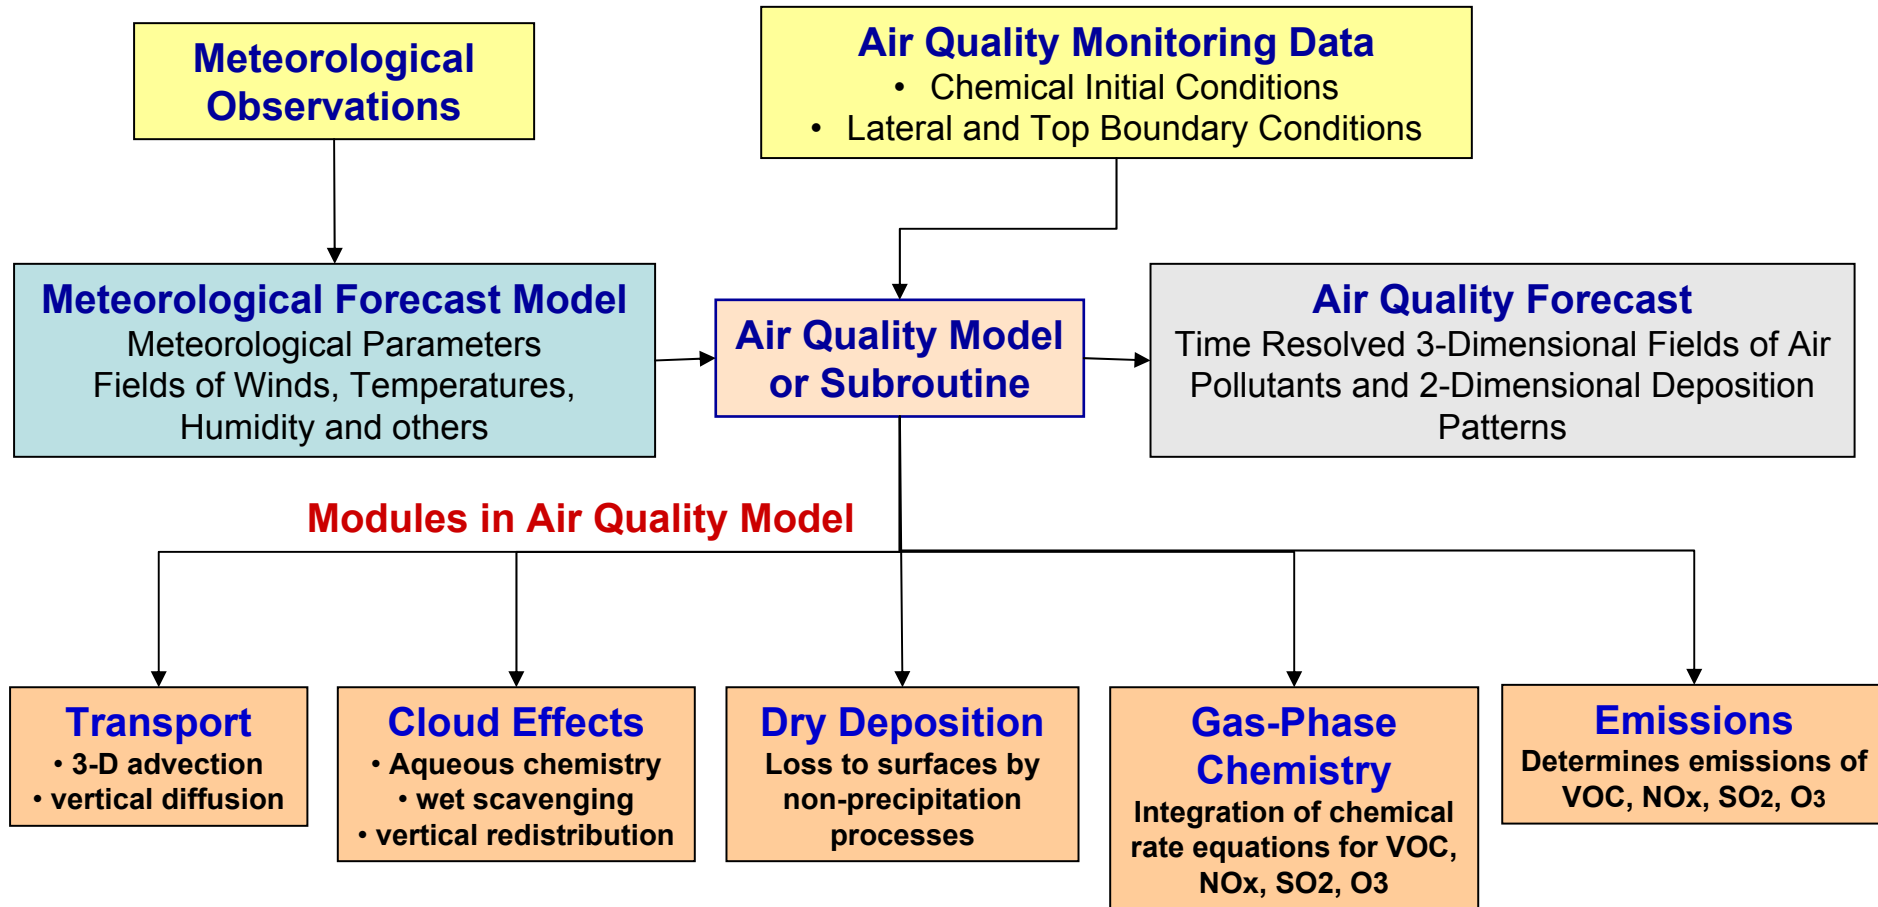 Meteorological
Observations
Air Quality Monitoring Data
• Chemical Initial Conditions
• Lateral and Top Boundary Conditions
Meteorological Forecast Model
Meteorological Parameters
Fields of Winds, Temperatures,
Humidity and others
Air Quality Model
or Subroutine
Air Quality Forecast
Time Resolved 3-Dimensional Fields of Air
Pollutants and 2-Dimensional Deposition
Patterns
Modules in Air Quality Model
Transport
• 3-D advection
• vertical diffusion
Cloud Effects
• Aqueous chemistry
• wet scavenging
• vertical redistribution
Dry Deposition
Loss to surfaces by
non-precipitation
processes
Gas-Phase
Chemistry
Integration of chemical
rate equations for VOC,
NOx, SO2, O3
Emissions
Determines emissions of
VOC, NOx, SO2, O3